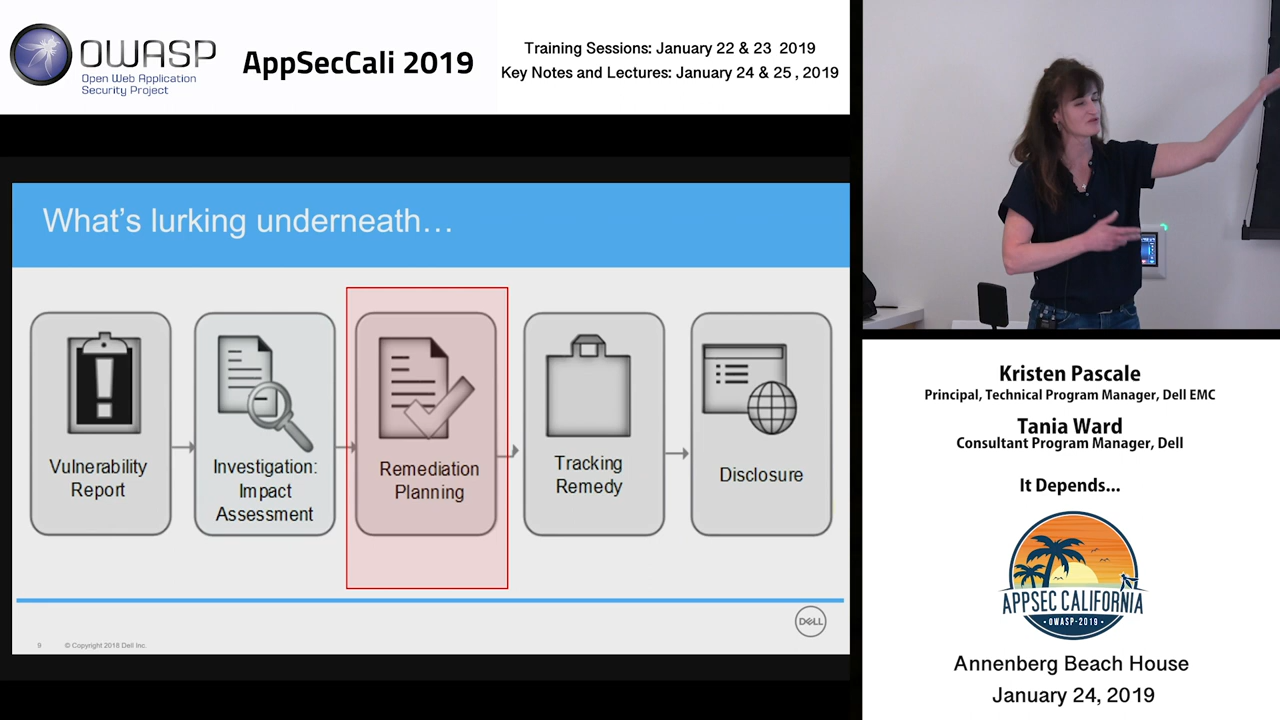 OWASP
Open Web Application
Security Project
AppSecCali 2019
Training Sessions: January 22 & 23 2019
Key Notes and Lectures: January 24 & 25 , 2019
What's lurking underneath…
Vulnerability
Report
Investigation:
Impact
Assessment
Remediation
Planning
Tracking
Remedy
Disclosure
DELL
9 © Copyright 2018 Dell Inc.
Kristen Pascale
Principal, Technical Program Manager, Dell EMC
Tania Ward
Consultant Program Manager, Dell
It Depends...
APPSEC CALIFORNIA
·OWASP-2019·
Annenberg Beach House
January 24, 2019